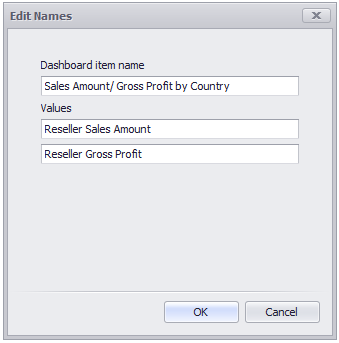 Edit Names
Dashboard item name
Sales Amount/ Gross Profit by Country
Values
Reseller Sales Amount
Reseller Gross Profit
OK
Cancel